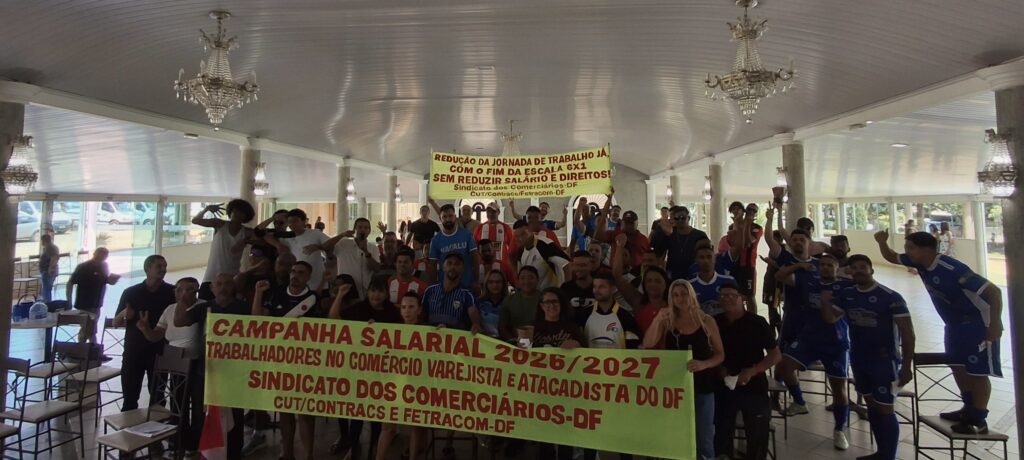 REDUÇÃO DA JORNADA DE TRABALHO JÁ,
COM O FIM DA ESCALA 6X1
SEM REDUZIR SALÁRIO E DIREITOS!
Sindicato dos Comerciários-DF
CUT/Contracs-Fetracom-DF
CAMPANHA SALARIAL 2026/2027
TRABALHADORES NO COMÉRCIO VAREJISTA E ATACADISTA DO DF
SINDICATO DOS COMERCIÁRIOS-DF
CUT/CONTRACS E FETRACOM-DF